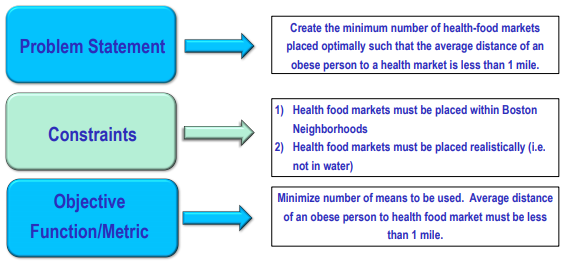 Problem Statement
Create the minimum number of health-food markets
placed optimally such that the average distance of an
obese person to a health market is less than 1 mile.
Constraints
1) Health food markets must be placed within Boston
Neighborhoods
2) Health food markets must be placed realistically (i.e.
not in water)
Objective
Function/Metric
Minimize number of means to be used. Average distance
of an obese person to health food market must be less
than 1 mile.